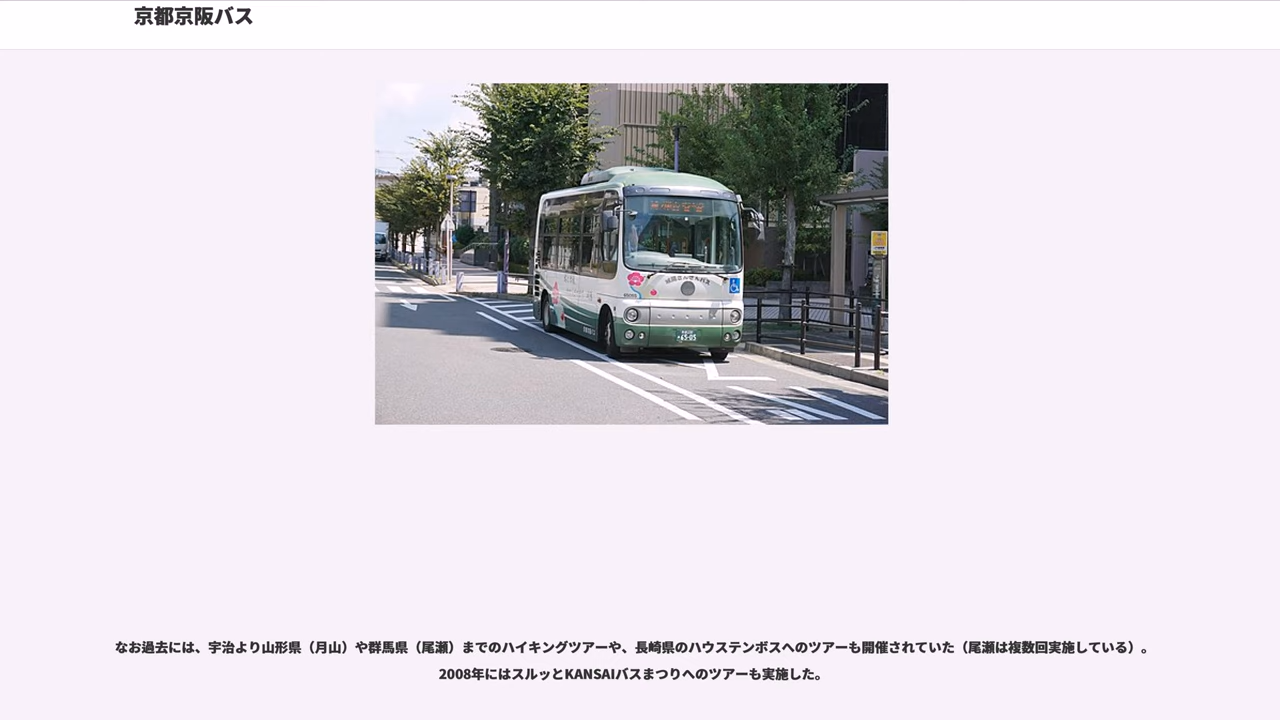 京都京阪バス
65-05
なお過去には、宇治より山形県（月山）や群馬県（尾瀬）までのハイキングツアーや、長崎県のハウステンボスへのツアーも開催されていた（尾瀬は複数回実施している）。
2008年にはスルッとKANSAIバスまつりへのツアーも実施した。